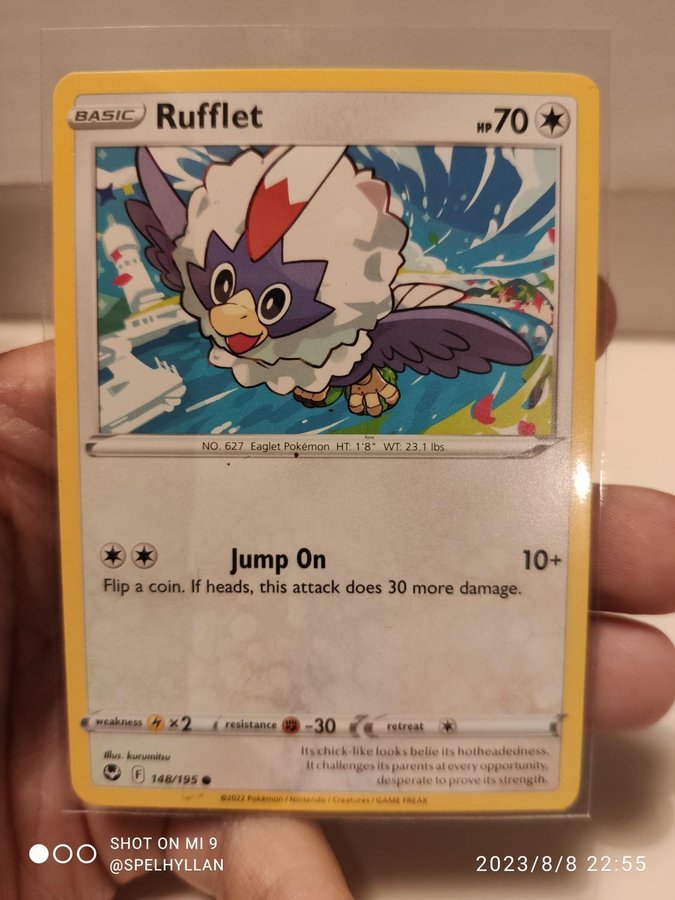 BASIC Rufflet HP 70
NO. 627 Eaglet Pokémon HT: 1'8" WT: 23.1 lbs.
Jump On 10+
Flip a coin. If heads, this attack does 30 more damage.
weakness ×2 resistance -30 retreat
Illus. kurumitsu
Its chick-like looks belie its hotheadedness.
It challenges its parents at every opportunity,
desperate to prove its strength.
F 148/195
©2022 Pokémon / Nintendo / Creatures / GAME FREAK
SHOT ON MI 9
@SPELHYLLAN
2023/8/8 22:55